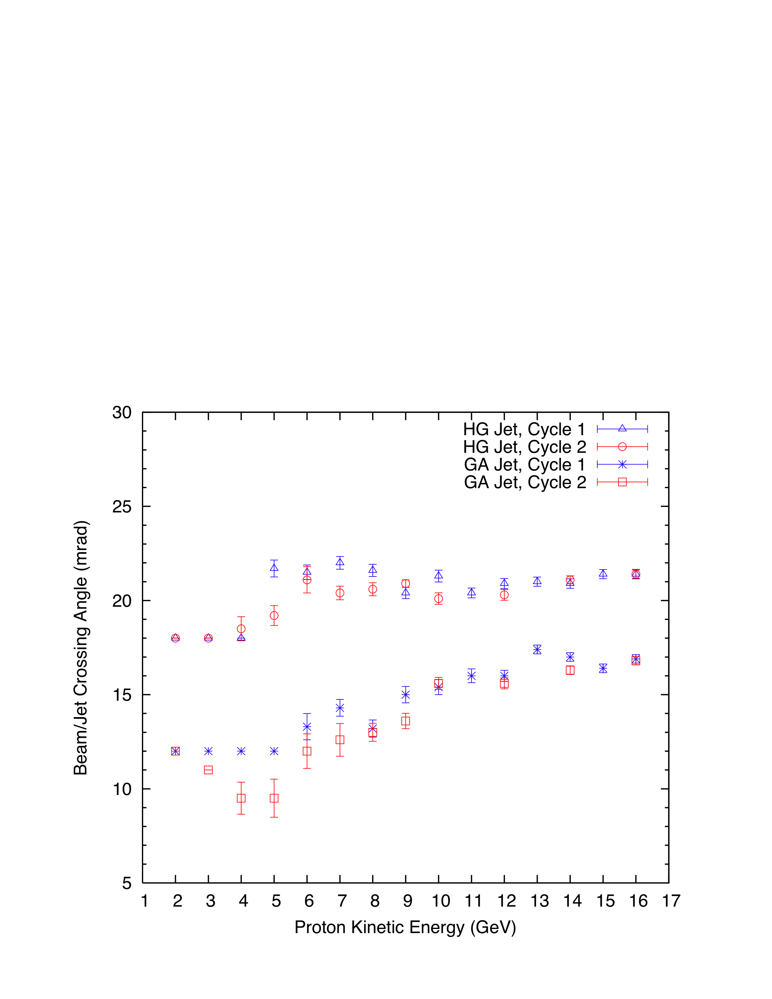 30
25
20
15
10
5
Beam/Jet Crossing Angle (mrad)
HG Jet, Cycle 1
HG Jet, Cycle 2
GA Jet, Cycle 1
GA Jet, Cycle 2
1 2 3 4 5 6 7 8 9 10 11 12 13 14 15 16 17
Proton Kinetic Energy (GeV)